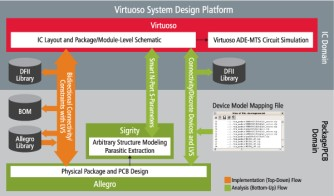 Virtuoso System Design Platform
Virtuoso
IC Layout and Package/Module-Level Schematic
Virtuoso ADE-MTS Circuit Simulation
IC Domain
DFII
Library
Bidirectional Connectivity/
Constraints with LVS
Smart N-Port S-Parameters
Connectivity/Discrete Devices and LVS
DFII
Library
BOM
Allegro
Library
Device Model Mapping File
Package/PCB
Domain
Sigrity
Arbitrary Structure Modeling
Parasitic Extraction
Physical Package and PCB Design
Allegro
Implementation (Top-Down) Flow
Analysis (Bottom-Up) Flow